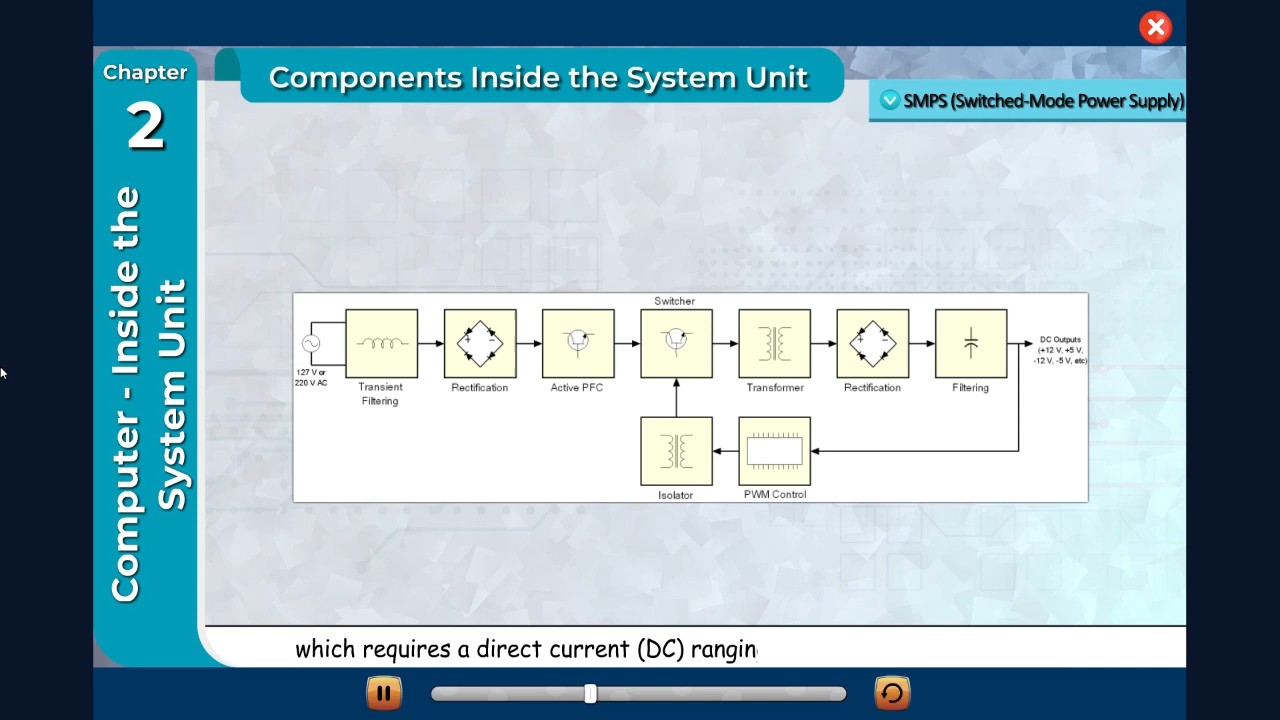 Chapter
2
Computer - Inside the
System Unit
Components Inside the System Unit
SMPS (Switched-Mode Power Supply)
Switcher
127 V or
220 V AC
Transient
Filtering
Rectification
Active PFC
Transformer
Rectification
Filtering
DC Outputs
(+12 V, +5 V,
-12 V, -5 V, etc)
Isolator
PWM Control
which requires a direct current (DC) rangin